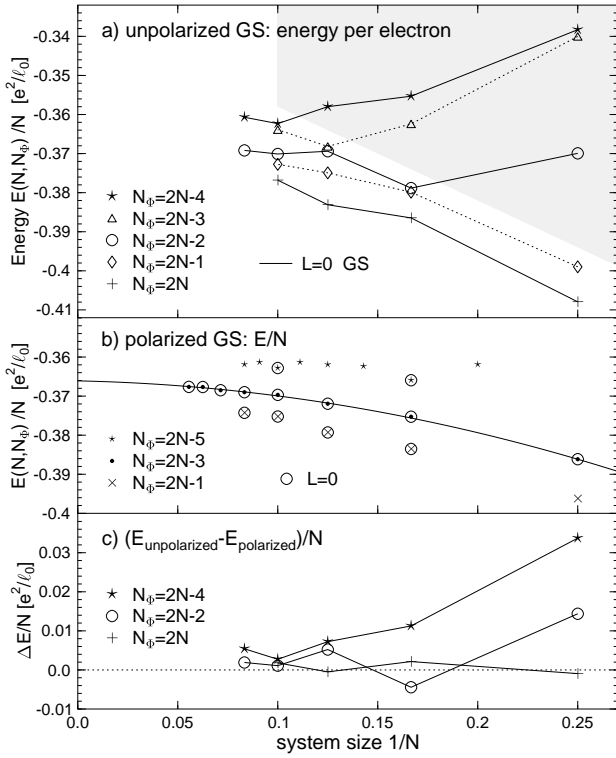 a) unpolarized GS: energy per electron
-0.34
-0.35
-0.36
-0.37
-0.38
-0.39
-0.4
-0.41
Energy E(N,N_Φ) /N [e²/ℓ₀]
N_Φ=2N-4
N_Φ=2N-3
N_Φ=2N-2
N_Φ=2N-1
N_Φ=2N
L=0 GS
b) polarized GS: E/N
-0.36
-0.37
-0.38
-0.39
-0.4
E(N,N_Φ) /N [e²/ℓ₀]
N_Φ=2N-5
N_Φ=2N-3
N_Φ=2N-1
L=0
c) (E_unpolarized-E_polarized)/N
0.03
0.02
0.01
0.0
-0.01
ΔE/N [e²/ℓ₀]
N_Φ=2N-4
N_Φ=2N-2
N_Φ=2N
0.0 0.05 0.1 0.15 0.2 0.25
system size 1/N